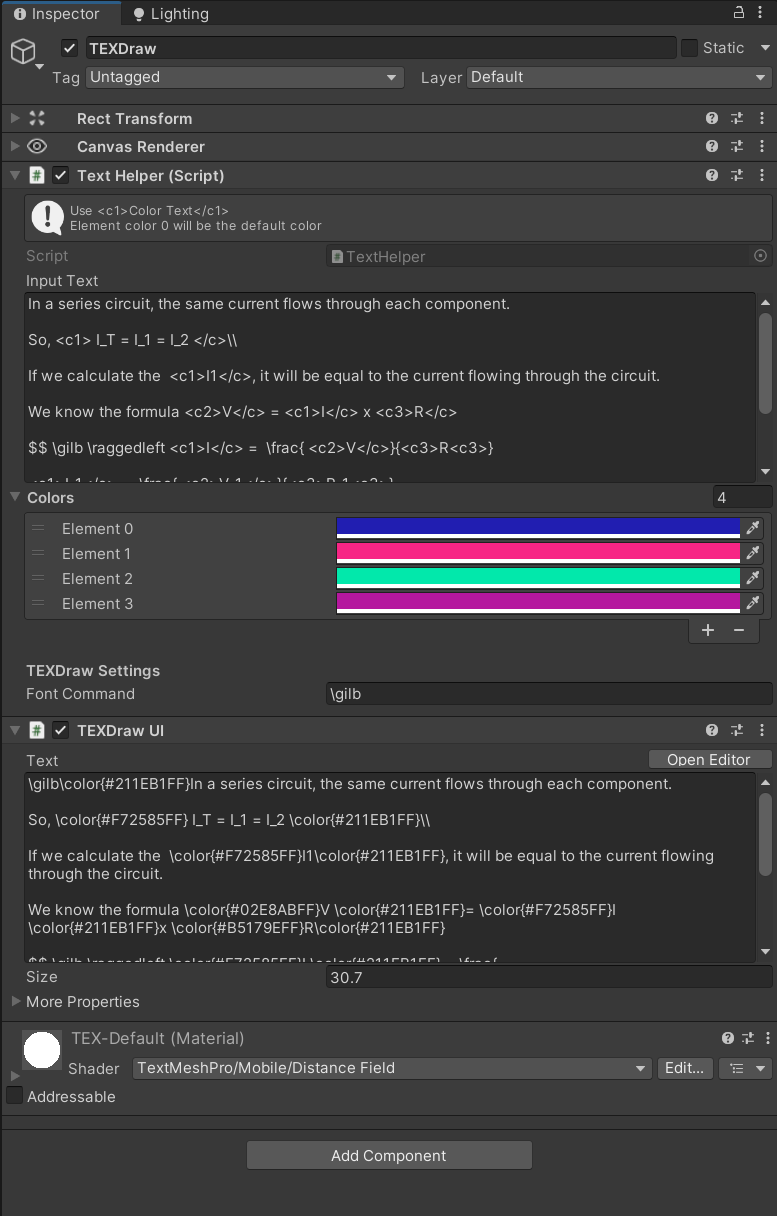 Inspector
Lighting
TEXDraw
Static
Tag
Untagged
Layer
Default
Rect Transform
Canvas Renderer
Text Helper (Script)
Use <c1>Color Text</c1>
Element color 0 will be the default color
Script
TextHelper
Input Text
In a series circuit, the same current flows through each component.
So, <c1> I_T = I_1 = I_2 </c>\\
If we calculate the  <c1>I1</c>, it will be equal to the current flowing through the circuit.
We know the formula <c2>V</c> = <c1>I</c> x <c3>R</c>
$$ \gilb \raggedleft <c1>I</c> =  \frac{ <c2>V</c>}{<c3>R<c3>}
Colors
4
Element 0
Element 1
Element 2
Element 3
+ −
TEXDraw Settings
Font Command
\gilb
TEXDraw UI
Text
Open Editor
\gilb\color{#211EB1FF}In a series circuit, the same current flows through each component.
So, \color{#F72585FF} I_T = I_1 = I_2 \color{#211EB1FF}\\
If we calculate the  \color{#F72585FF}I1\color{#211EB1FF}, it will be equal to the current flowing
through the circuit.
We know the formula \color{#02E8ABFF}V \color{#211EB1FF}= \color{#F72585FF}I
\color{#211EB1FF}x \color{#B5179EFF}R\color{#211EB1FF}
Size
30.7
More Properties
TEX-Default (Material)
Shader
TextMeshPro/Mobile/Distance Field
Edit...
Addressable
Add Component